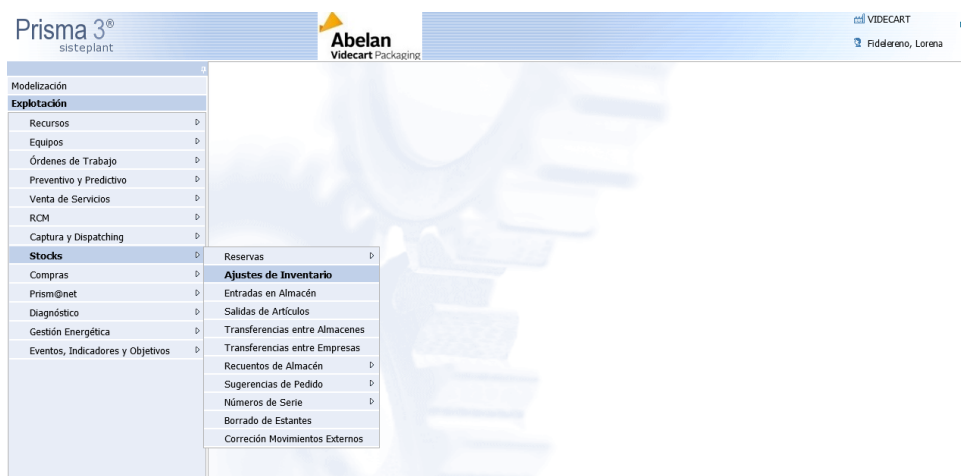 Prisma 3®
sisteplant
Abelan
Videcart Packaging
VIDECART
Fidelereno, Lorena
Modelización
Explotación
Recursos
Equipos
Órdenes de Trabajo
Preventivo y Predictivo
Venta de Servicios
RCM
Captura y Dispatching
Stocks
Compras
Prism@net
Diagnóstico
Gestión Energética
Eventos, Indicadores y Objetivos
Reservas
Ajustes de Inventario
Entradas en Almacén
Salidas de Artículos
Transferencias entre Almacenes
Transferencias entre Empresas
Recuentos de Almacén
Sugerencias de Pedido
Números de Serie
Borrado de Estantes
Correción Movimientos Externos